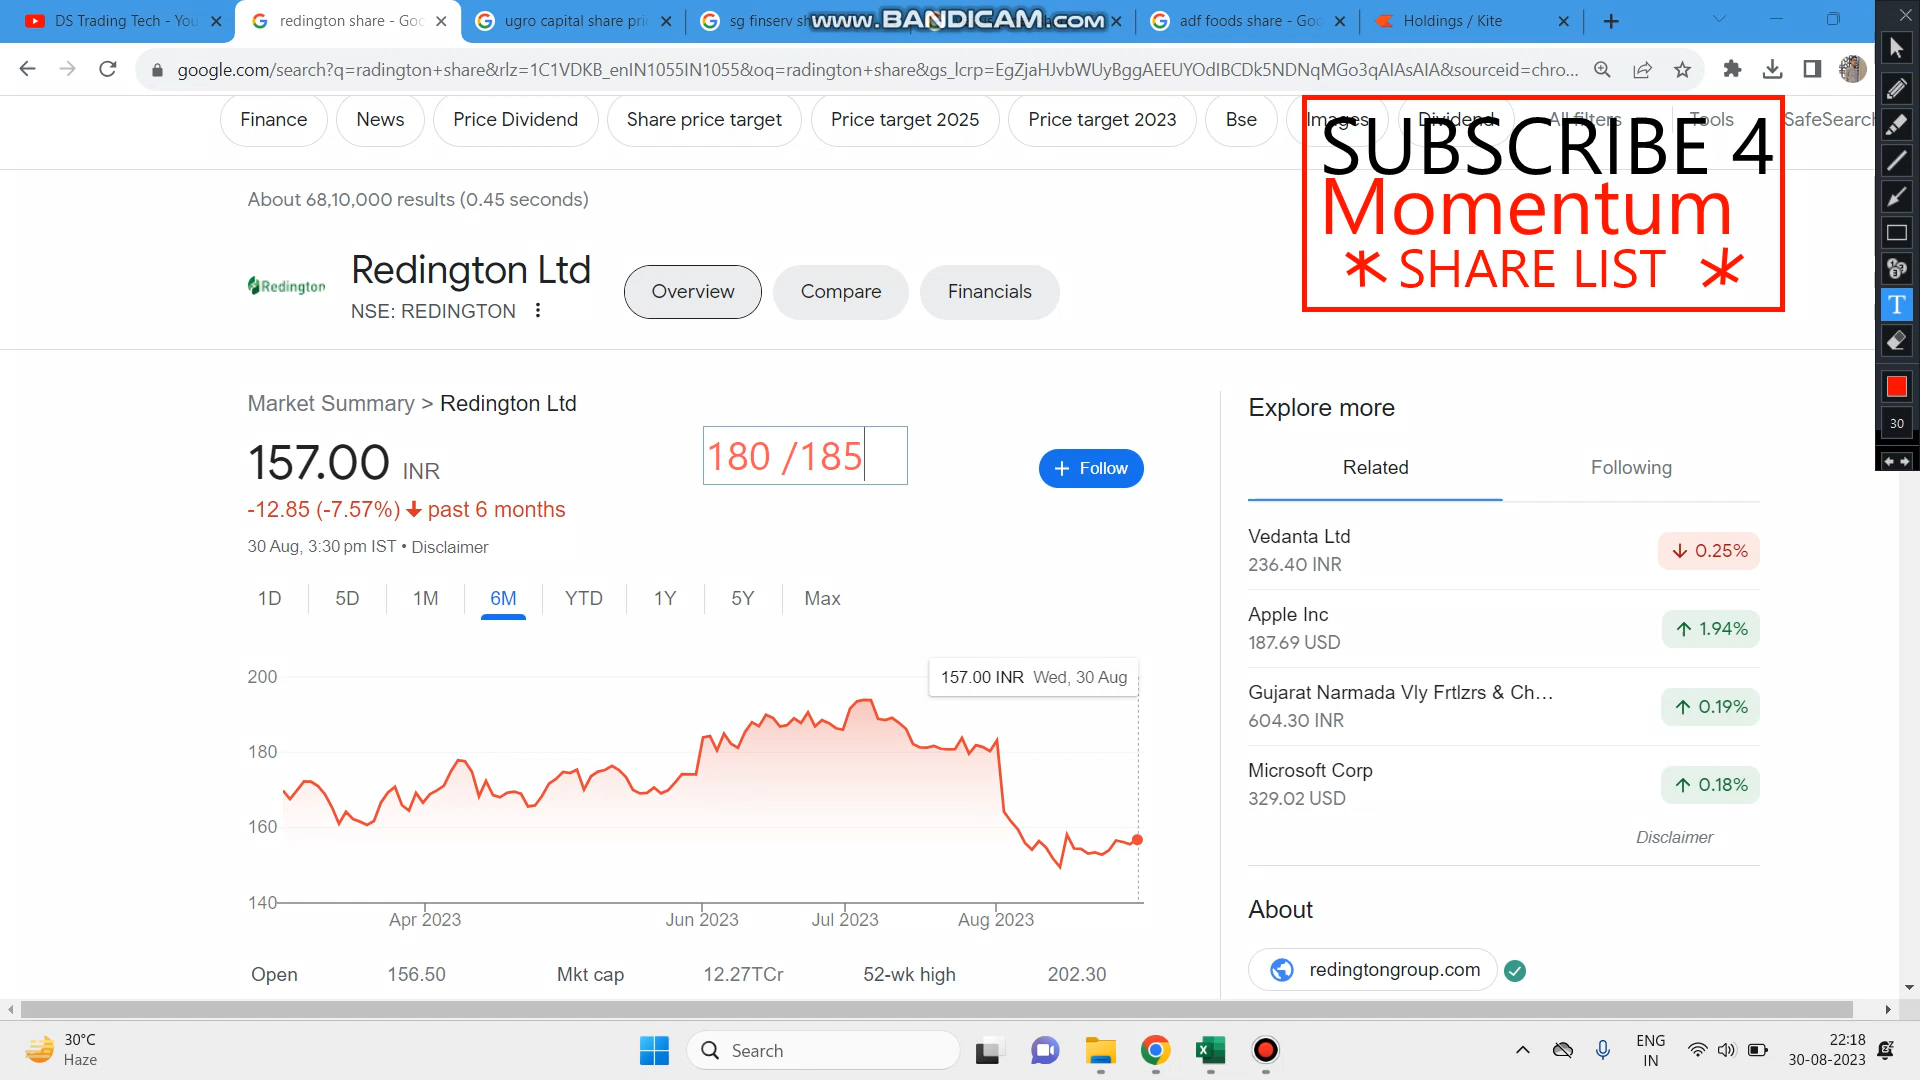 DS Trading Tech - You
redington share - Goo
ugro capital share pri
sg finserv sh
www.BANDICAM.com
adf foods share - Goo
Holdings / Kite
google.com/search?q=radington+share&rlz=1C1VDKB_enIN1055IN1055&oq=radington+share&gs_lcrp=EgZjaHJvbWUyBggAEEUYOdIBCDk5NDNqMGo3qAIAsAIA&sourceid=chro...
Finance
News
Price Dividend
Share price target
Price target 2025
Price target 2023
Bse
Images
Dividend
All filters
Tools
SafeSearch
SUBSCRIBE 4
Momentum
* SHARE LIST *
About 68,10,000 results (0.45 seconds)
Redington
Redington Ltd
NSE: REDINGTON
Overview
Compare
Financials
T
30
Market Summary > Redington Ltd
157.00 INR
180 /185
Follow
-12.85 (-7.57%) past 6 months
30 Aug, 3:30 pm IST • Disclaimer
1D
5D
1M
6M
YTD
1Y
5Y
Max
157.00 INR Wed, 30 Aug
200
180
160
140
Apr 2023
Jun 2023
Jul 2023
Aug 2023
Open
156.50
Mkt cap
12.27TCr
52-wk high
202.30
Explore more
Related
Following
Vedanta Ltd
236.40 INR
0.25%
Apple Inc
187.69 USD
1.94%
Gujarat Narmada Vly Frtlzrs & Ch...
604.30 INR
0.19%
Microsoft Corp
329.02 USD
0.18%
Disclaimer
About
redingtongroup.com
30°C
Haze
Search
ENG
IN
22:18
30-08-2023